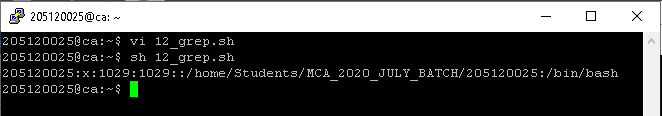 205120025@ca: ~
205120025@ca:~$ vi 12_grep.sh
205120025@ca:~$ sh 12_grep.sh
205120025:x:1029:1029::/home/Students/MCA_2020_JULY_BATCH/205120025:/bin/bash
205120025@ca:~$